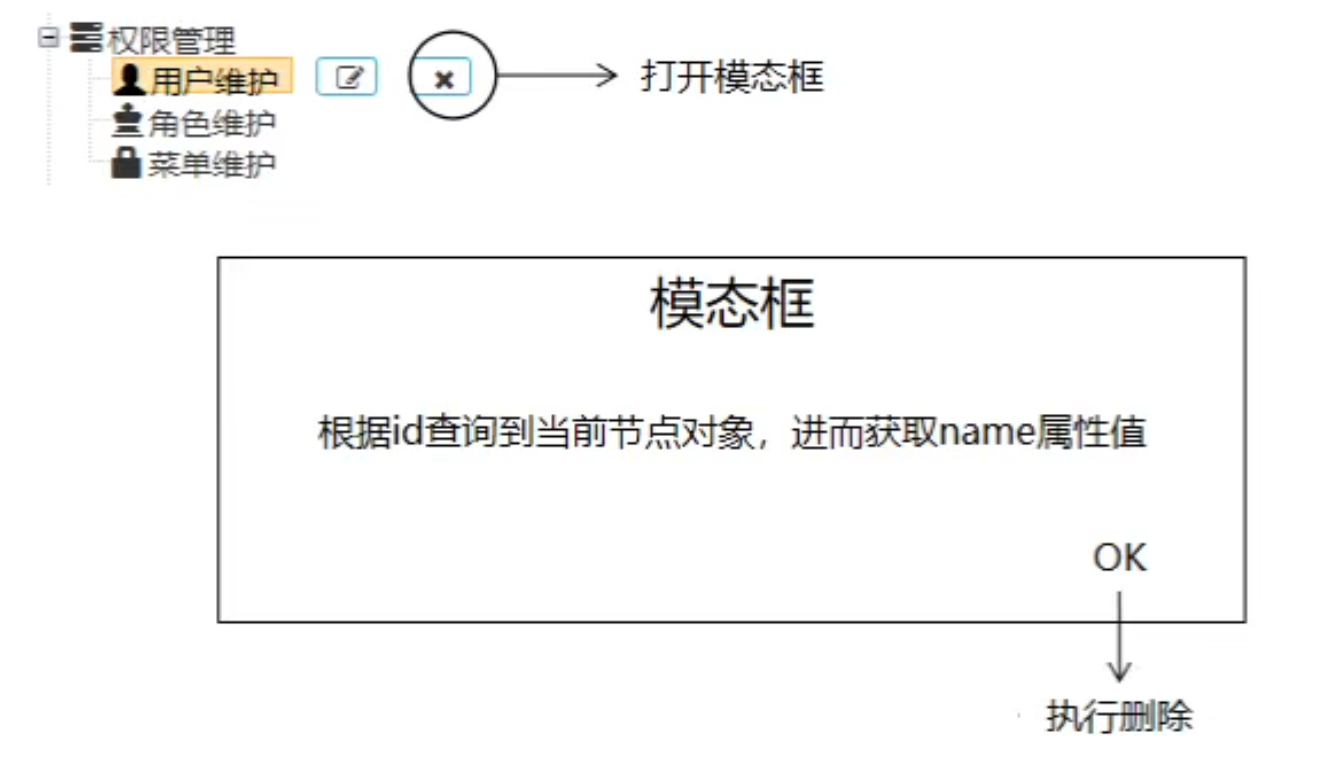 权限管理
用户维护
打开模态框
角色维护
菜单维护
模态框
根据id查询到当前节点对象，进而获取name属性值
OK
执行删除